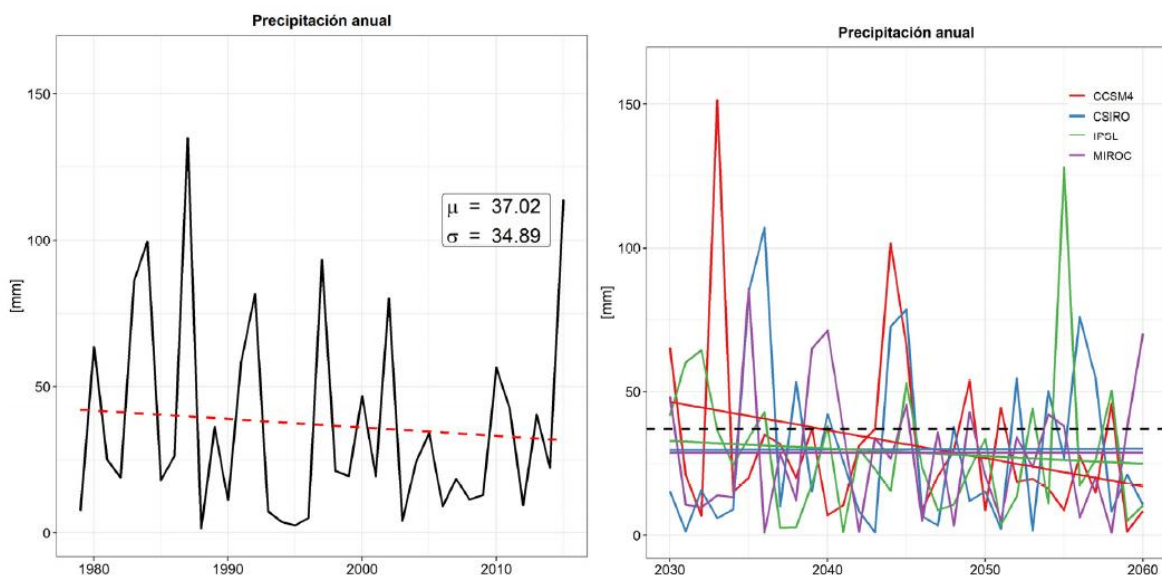 Precipitación anual
[mm]
150
100
50
0
μ = 37.02
σ = 34.89
1980
1990
2000
2010
Precipitación anual
[mm]
150
100
50
0
CCSM4
CSIRO
IPSL
MIROC
2030
2040
2050
2060